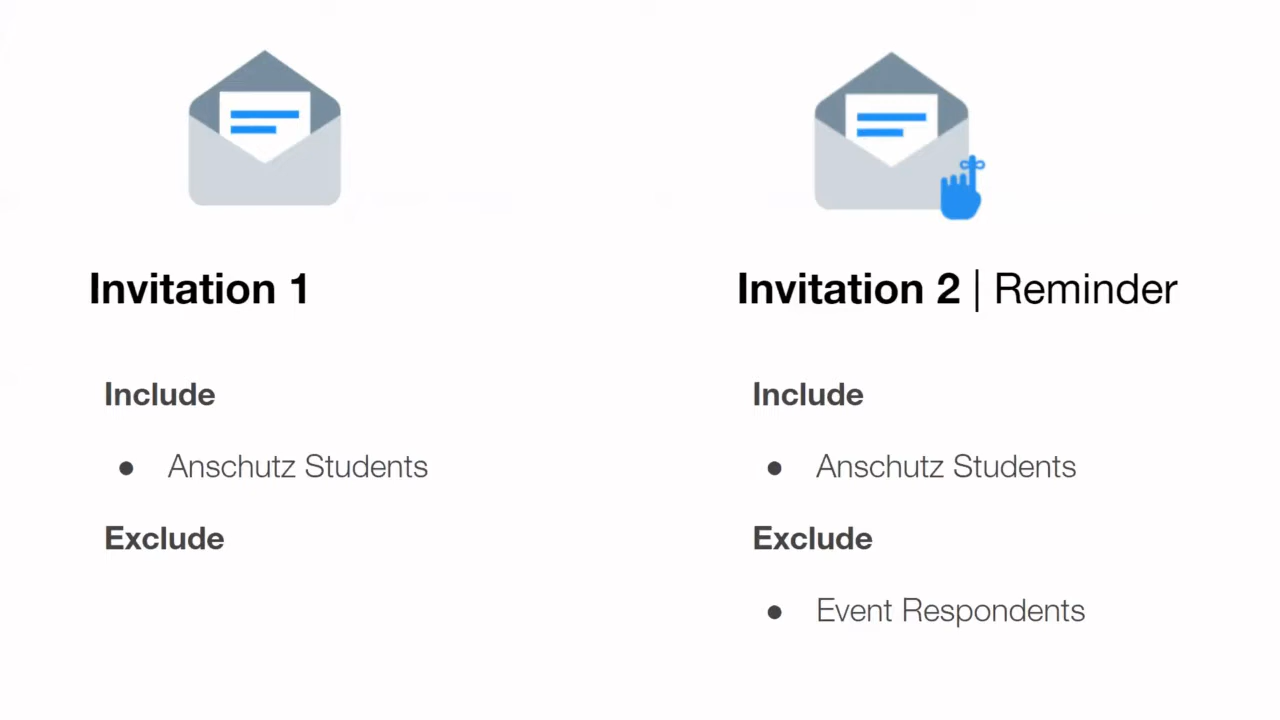 Invitation 1
Include
● Anschutz Students
Exclude
Invitation 2 | Reminder
Include
● Anschutz Students
Exclude
● Event Respondents